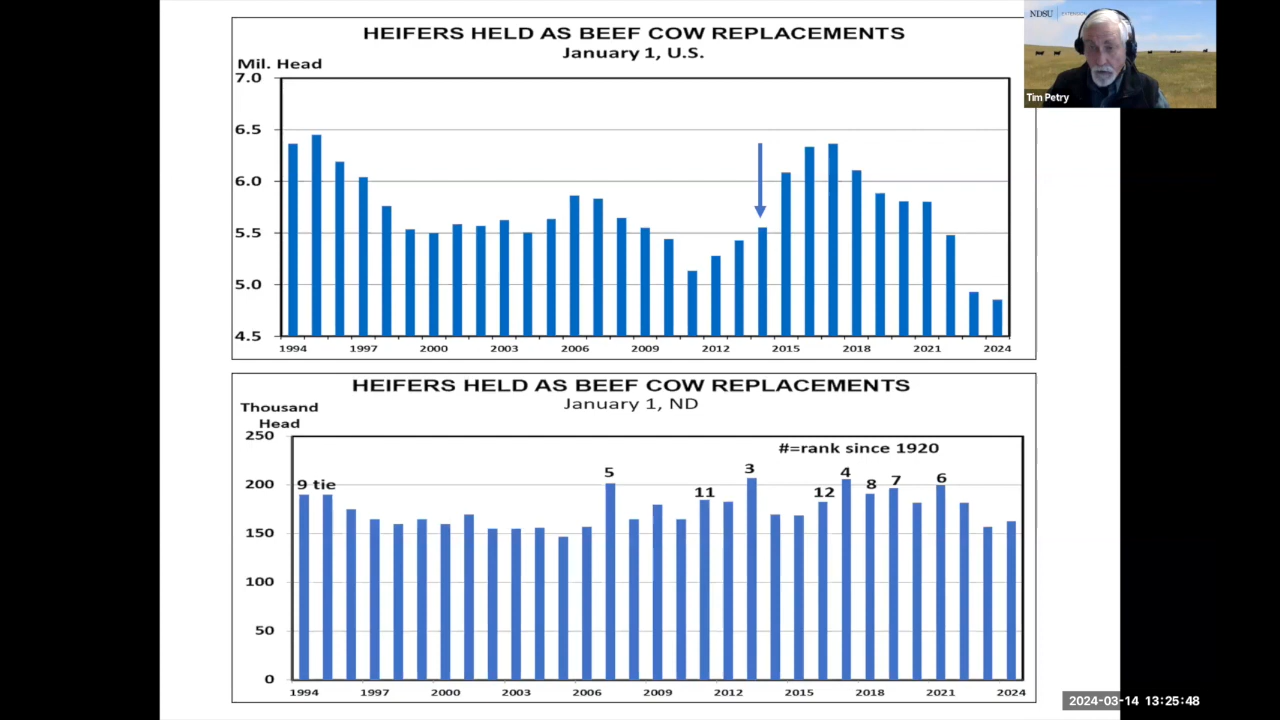 HEIFERS HELD AS BEEF COW REPLACEMENTS
January 1, U.S.
Mil. Head
7.0
6.5
6.0
5.5
5.0
4.5
1994 1997 2000 2003 2006 2009 2012 2015 2018 2021 2024
HEIFERS HELD AS BEEF COW REPLACEMENTS
January 1, ND
Thousand
Head
250
200
150
100
50
0
#=rank since 1920
9 tie 5 11 3 12 4 8 7 6
1994 1997 2000 2003 2006 2009 2012 2015 2018 2021 2024
NDSU EXTENSION
Tim Petry
2024-03-14 13:25:48